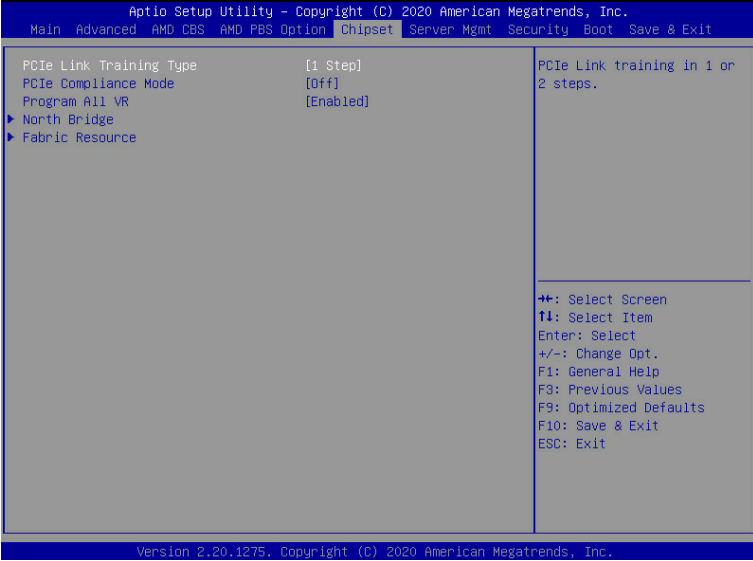 Aptio Setup Utility – Copyright (C) 2020 American Megatrends, Inc.
Main Advanced AMD CBS AMD PBS Option Chipset Server Mgmt Security Boot Save & Exit
PCIe Link Training Type [1 Step]
PCIe Compliance Mode [Off]
Program All VR [Enabled]
North Bridge
Fabric Resource
PCIe Link training in 1 or
2 steps.
→←: Select Screen
↑↓: Select Item
Enter: Select
+/-: Change Opt.
F1: General Help
F3: Previous Values
F9: Optimized Defaults
F10: Save & Exit
ESC: Exit
Version 2.20.1275. Copyright (C) 2020 American Megatrends, Inc.